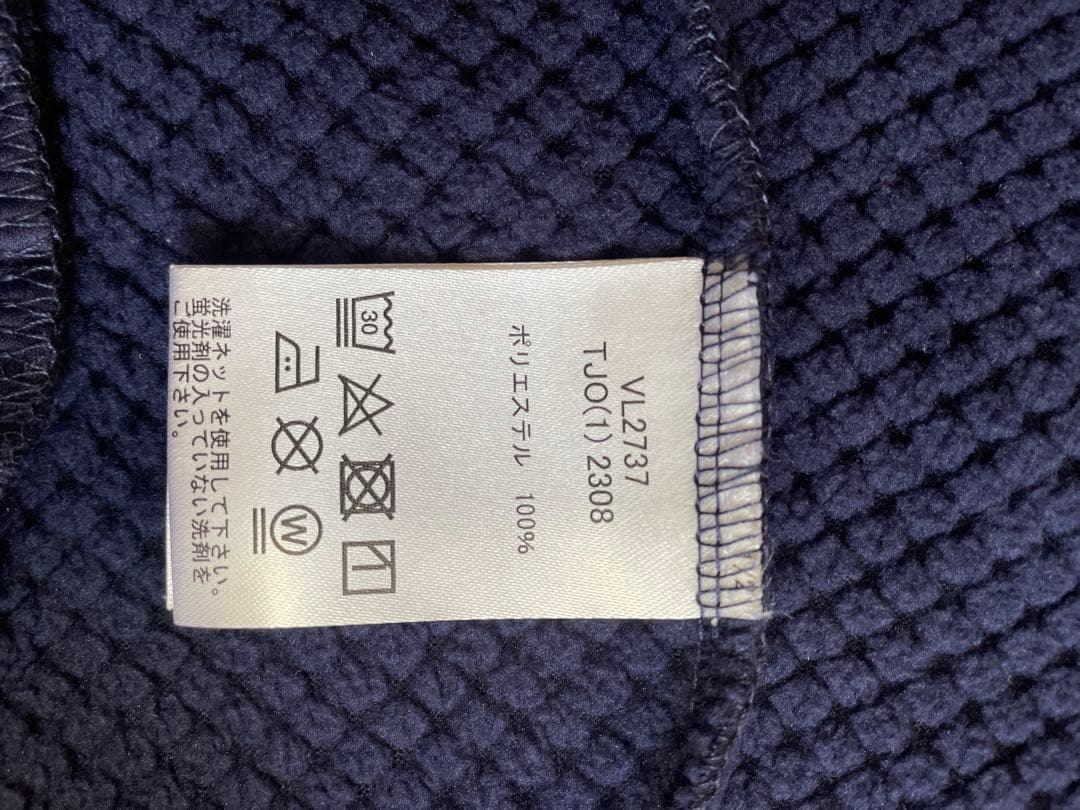 VL2737
TJO(1) 2308
ポリエステル 100%
30
W
洗濯ネットを使用して下さい。
蛍光剤の入っていない洗剤を
ご使用下さい。